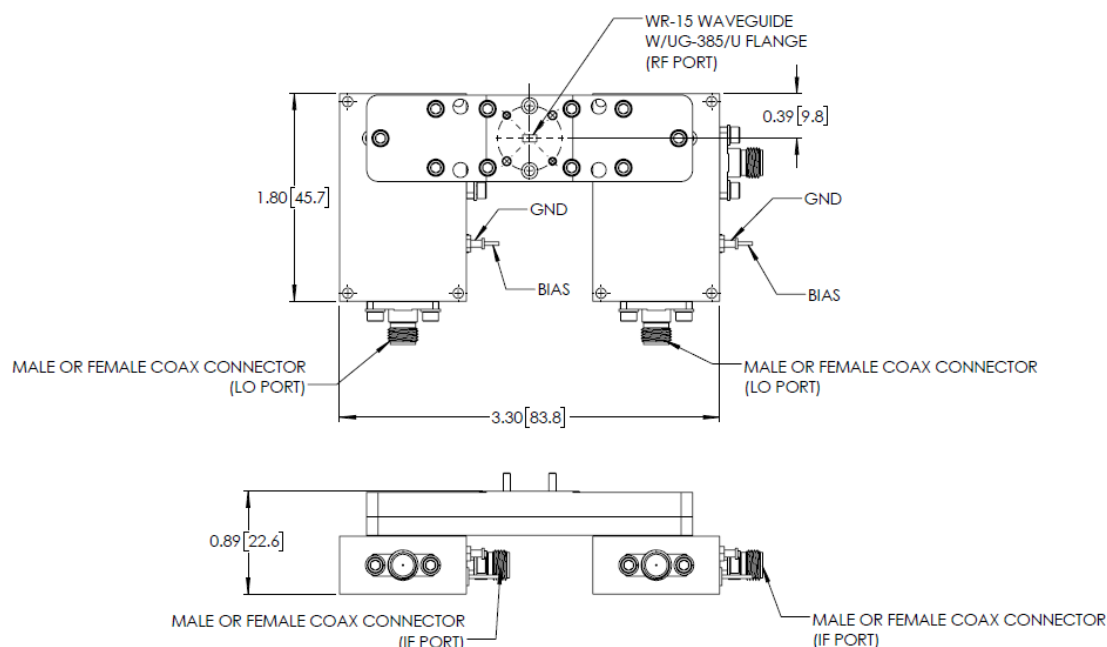 WR-15 WAVEGUIDE
W/UG-385/U FLANGE
(RF PORT)
0.39[9.8]
1.80[45.7]
GND
GND
BIAS
BIAS
MALE OR FEMALE COAX CONNECTOR
(LO PORT)
MALE OR FEMALE COAX CONNECTOR
(LO PORT)
3.30[83.8]
0.89[22.6]
MALE OR FEMALE COAX CONNECTOR
(IF PORT)
MALE OR FEMALE COAX CONNECTOR
(IF PORT)